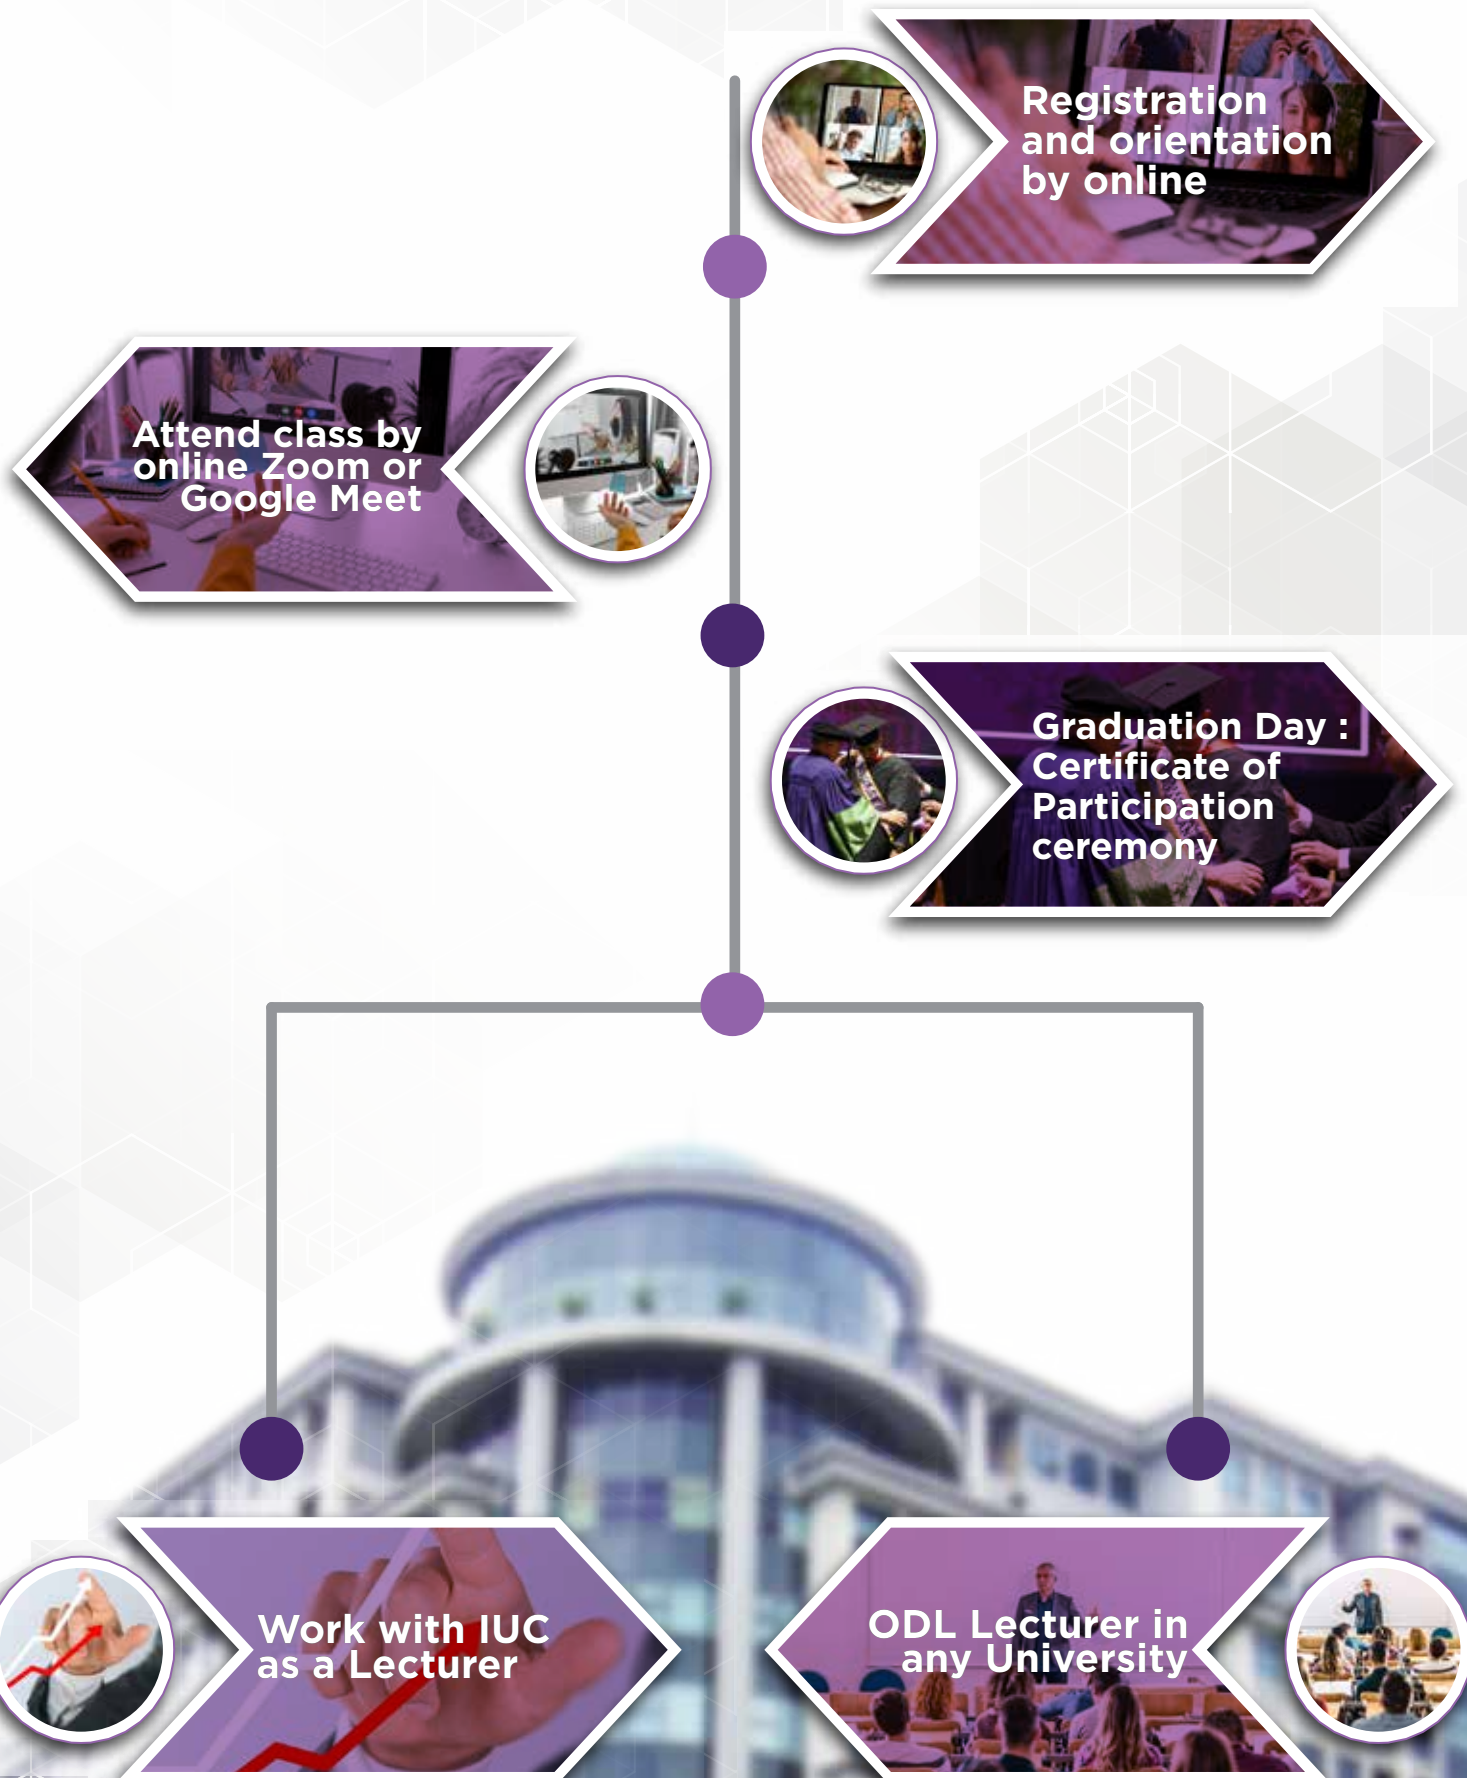 Registration
and orientation
by online
Attend class by
online Zoom or
Google Meet
Graduation Day :
Certificate of
Participation
ceremony
Work with IUC
as a Lecturer
ODL Lecturer in
any University